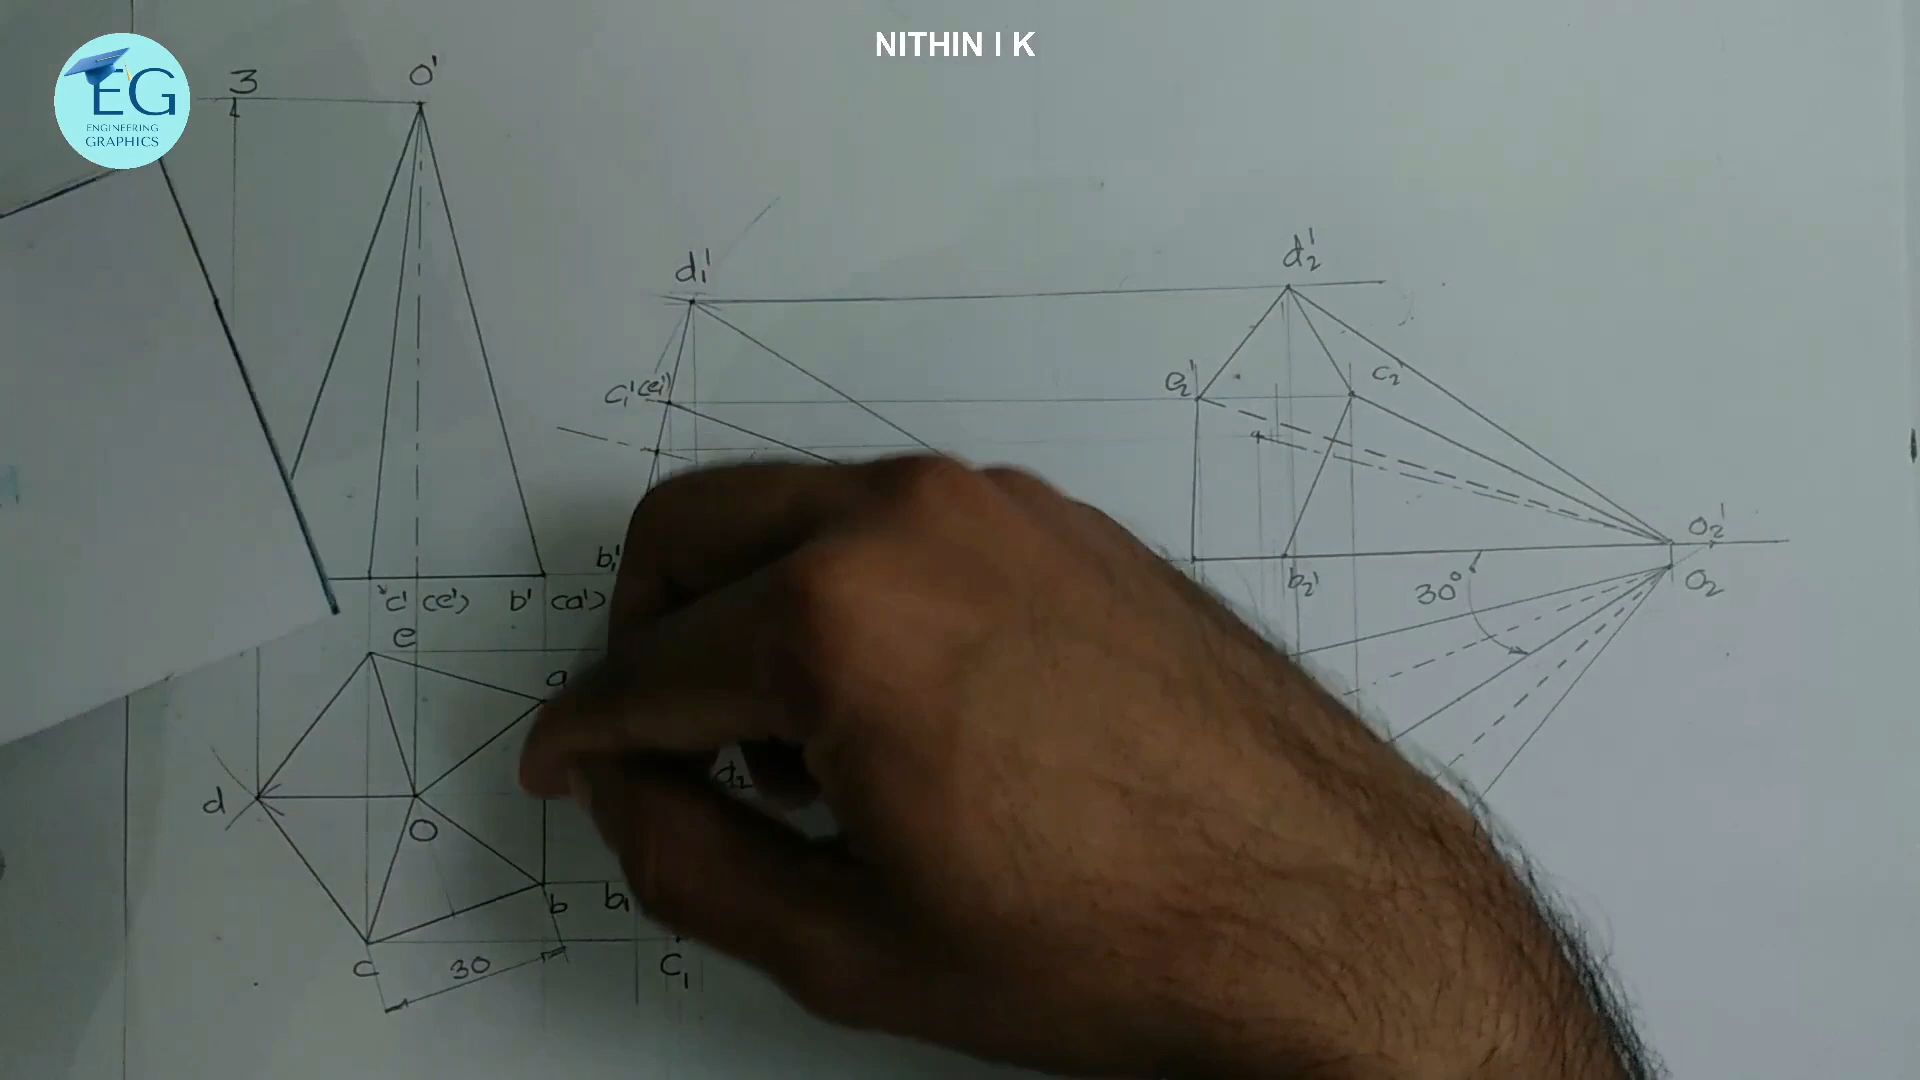 NITHIN I K
EG
ENGINEERING
GRAPHICS
3
o'
d₁'
d₂'
c₁'(e₁')
e₂'
c₂'
b₁'
o₂'
c' (e') b' (a')
b₂'
30°
o₂
e
a
d₂
d
o
b
b₁
c
30
c₁